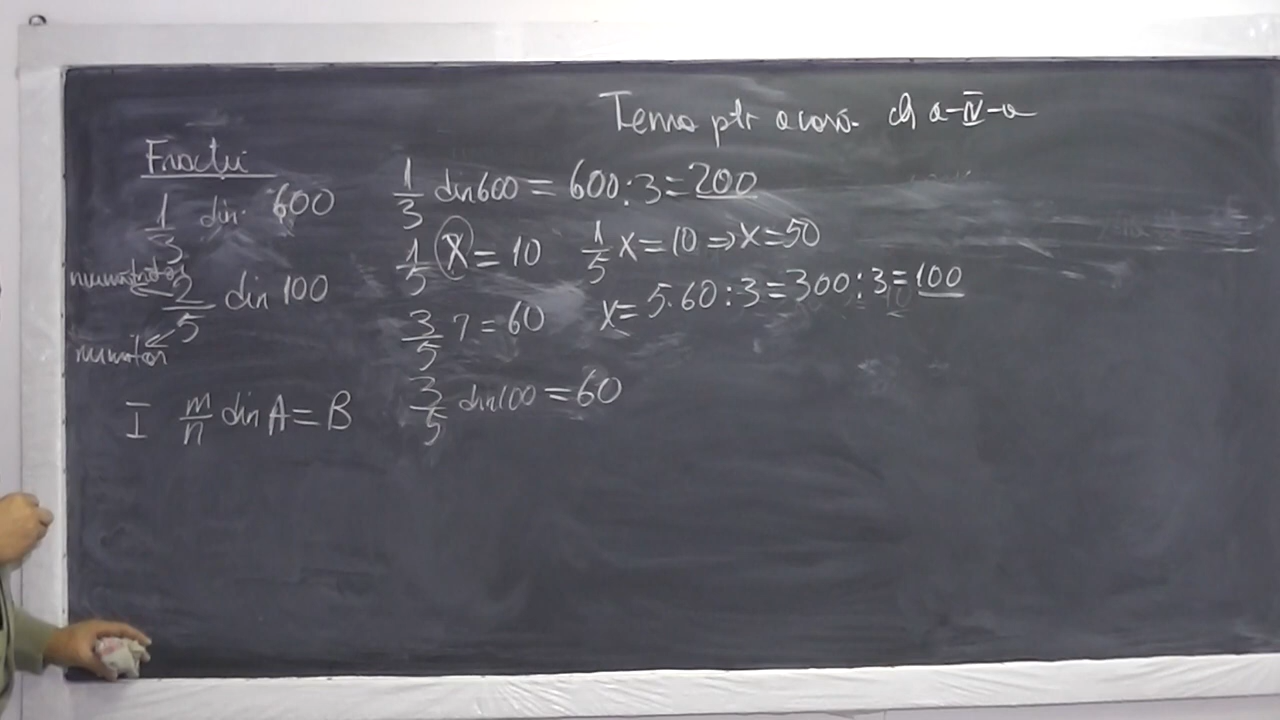 Tema ptr acasă cls a-IV-a
Fracții
1/3 din 600
numărător
2/5 din 100
numitor
I m/n din A = B
1/3 din 600 = 600:3 = 200
1/5 x = 10 1/5 x = 10 ⇒ x = 50
3/5 ? = 60 x = 5·60:3 = 300:3 = 100
3/5 din 100 = 60